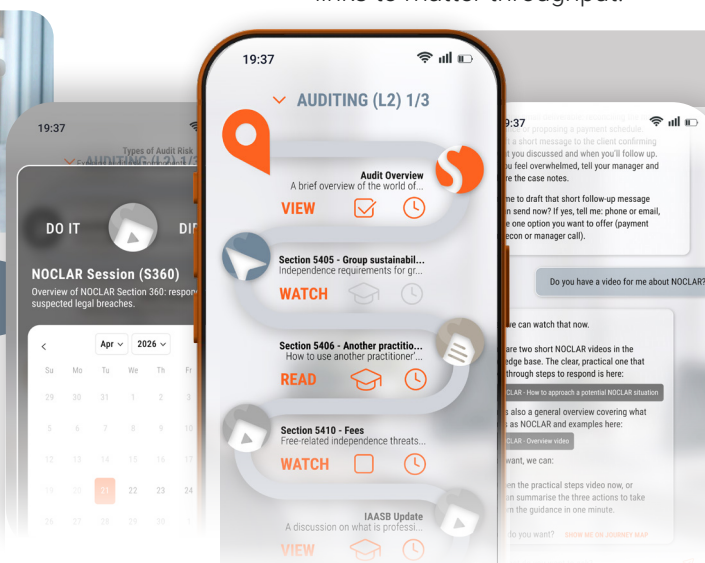 links to matter throughput.
19:37
AUDITING (L2) 1/3
Audit Overview
A brief overview of the world of...
VIEW
Section 5405 - Group sustainabil...
Independence requirements for gr...
WATCH
Section 5406 - Another practitio...
How to use another practitioner'...
READ
Section 5410 - Fees
Free-related independence threats...
WATCH
IAASB Update
A discussion on what is professi...
VIEW
19:37
Types of Audit Risk
AUDITING (L2) 1/3
DO IT
NOCLAR Session (S360)
Overview of NOCLAR Section 360: respon
suspected legal breaches.
Apr 2026
Su Mo Tu We Th Fr
29 30 31 1 2 3
5 6 7 8 9 10
12 13 14 15 16 17
19 20 21 22 23 24
26 27 28 29 30 1
9:37
of proposing a payment schedule,
t a short message to the client confirming
t you discussed and when you'll follow up.
u feel overwhelmed, tell your manager and
re the case notes.
me to draft that short follow-up message
n send now? If yes, tell me: phone or email,
e one option you want to offer (payment
recon or manager call).
Do you have a video for me about NOCLAR?
we can watch that now.
are two short NOCLAR videos in the
edge base. The clear, practical one that
through steps to respond is here:
CLAR - How to approach a potential NOCLAR situation
s also a general overview covering what
s as NOCLAR and examples here:
CLAR - Overview video
want, we can:
en the practical steps video now, or
n summarise the three actions to take
m the guidance in one minute.
do you want? SHOW ME ON JOURNEY MAP